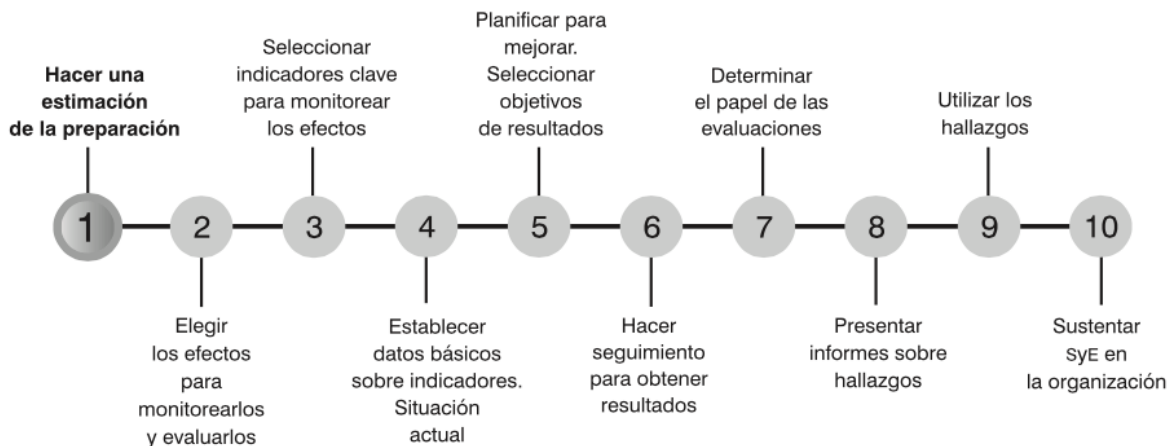 Hacer una
estimación
de la preparación
1
Elegir
los efectos
para
monitorearlos
y evaluarlos
2
Seleccionar
indicadores clave
para monitorear
los efectos
3
Establecer
datos básicos
sobre indicadores.
Situación
actual
4
Planificar para
mejorar.
Seleccionar
objetivos
de resultados
5
Hacer
seguimiento
para obtener
resultados
6
Determinar
el papel de las
evaluaciones
7
Presentar
informes sobre
hallazgos
8
Utilizar los
hallazgos
9
Sustentar
SyE en
la organización
10